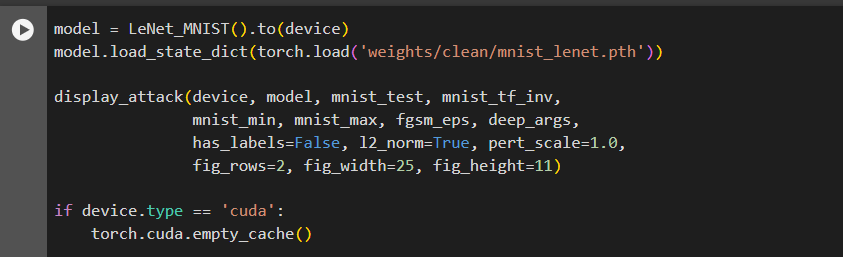 model = LeNet_MNIST().to(device)
model.load_state_dict(torch.load('weights/clean/mnist_lenet.pth'))
display_attack(device, model, mnist_test, mnist_tf_inv,
mnist_min, mnist_max, fgsm_eps, deep_args,
has_labels=False, l2_norm=True, pert_scale=1.0,
fig_rows=2, fig_width=25, fig_height=11)
if device.type == 'cuda':
torch.cuda.empty_cache()